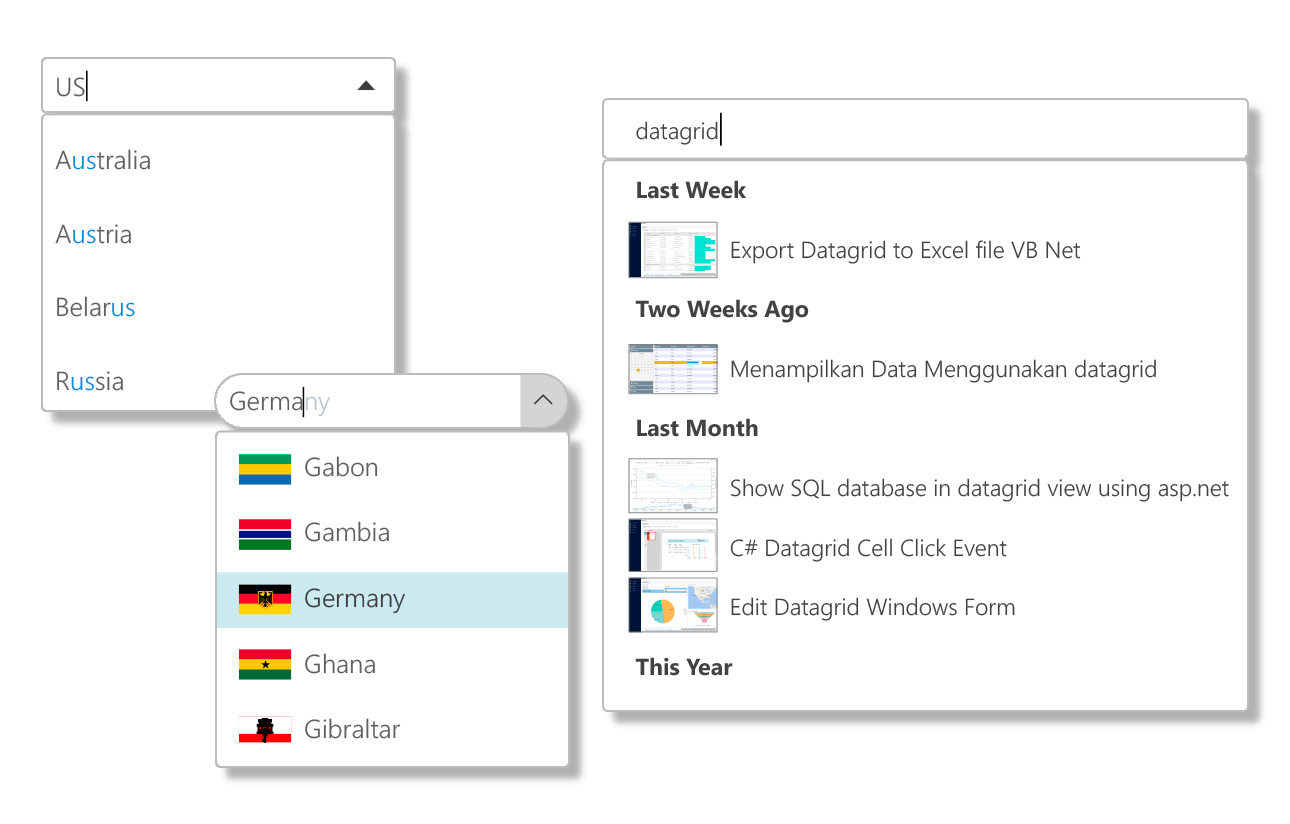 US
Australia
Austria
Belarus
Russia
Germany
Gabon
Gambia
Germany
Ghana
Gibraltar
datagrid
Last Week
Export Datagrid to Excel file VB Net
Two Weeks Ago
Menampilkan Data Menggunakan datagrid
Last Month
Show SQL database in datagrid view using asp.net
C# Datagrid Cell Click Event
Edit Datagrid Windows Form
This Year